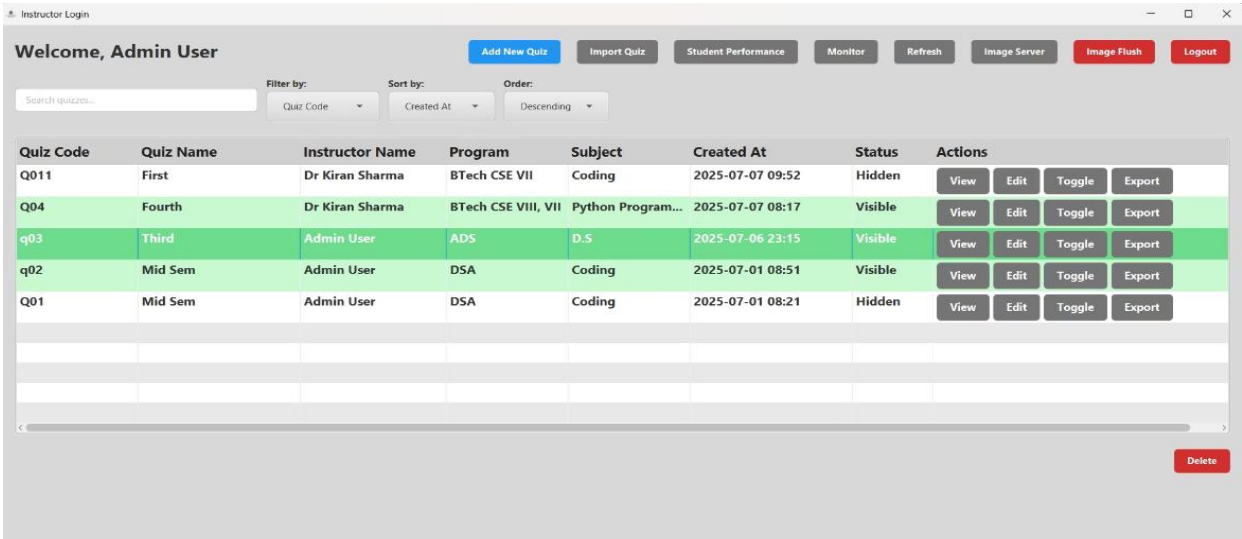 Instructor Login
Welcome, Admin User Add New Quiz Import Quiz Student Performance Monitor Refresh Image Server Image Flush Logout
Filter by: Sort by: Order:
Search quizzes... Quiz Code Created At Descending
Quiz Code Quiz Name Instructor Name Program Subject Created At Status Actions
Q011 First Dr Kiran Sharma BTech CSE VII Coding 2025-07-07 09:52 Hidden View Edit Toggle Export
Q04 Fourth Dr Kiran Sharma BTech CSE VIII, VII Python Program... 2025-07-07 08:17 Visible View Edit Toggle Export
q03 Third Admin User ADS D.S 2025-07-06 23:15 Visible View Edit Toggle Export
q02 Mid Sem Admin User DSA Coding 2025-07-01 08:51 Visible View Edit Toggle Export
Q01 Mid Sem Admin User DSA Coding 2025-07-01 08:21 Hidden View Edit Toggle Export
Delete